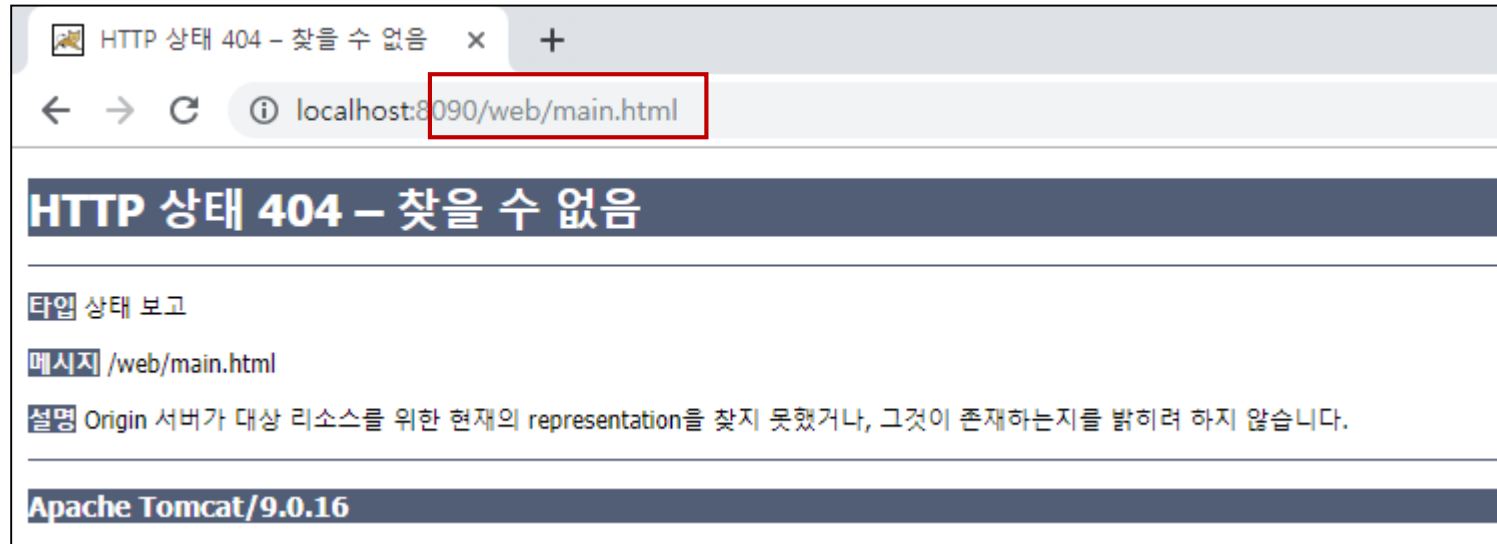 HTTP 상태 404 – 찾을 수 없음
localhost:8090/web/main.html
HTTP 상태 404 – 찾을 수 없음
타입 상태 보고
메시지 /web/main.html
설명 Origin 서버가 대상 리소스를 위한 현재의 representation을 찾지 못했거나, 그것이 존재하는지를 밝히려 하지 않습니다.
Apache Tomcat/9.0.16